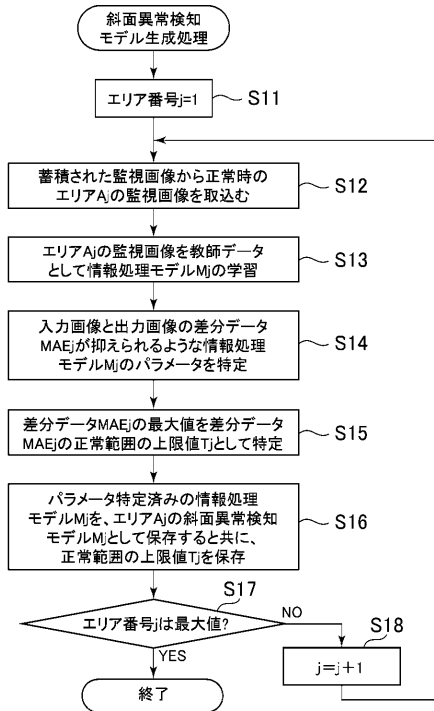 斜面異常検知
モデル生成処理
エリア番号j=1
S11
蓄積された監視画像から正常時の
エリアAjの監視画像を取込む
S12
エリアAjの監視画像を教師データ
として情報処理モデルMjの学習
S13
入力画像と出力画像の差分データ
MAEjが抑えられるような情報処理
モデルMjのパラメータを特定
S14
差分データMAEjの最大値を差分データ
MAEjの正常範囲の上限値Tjとして特定
S15
パラメータ特定済みの情報処理
モデルMjを、エリアAjの斜面異常検知
モデルMjとして保存すると共に、
正常範囲の上限値Tjを保存
S16
S17
エリア番号jは最大値?
NO
S18
YES
j=j+1
終了